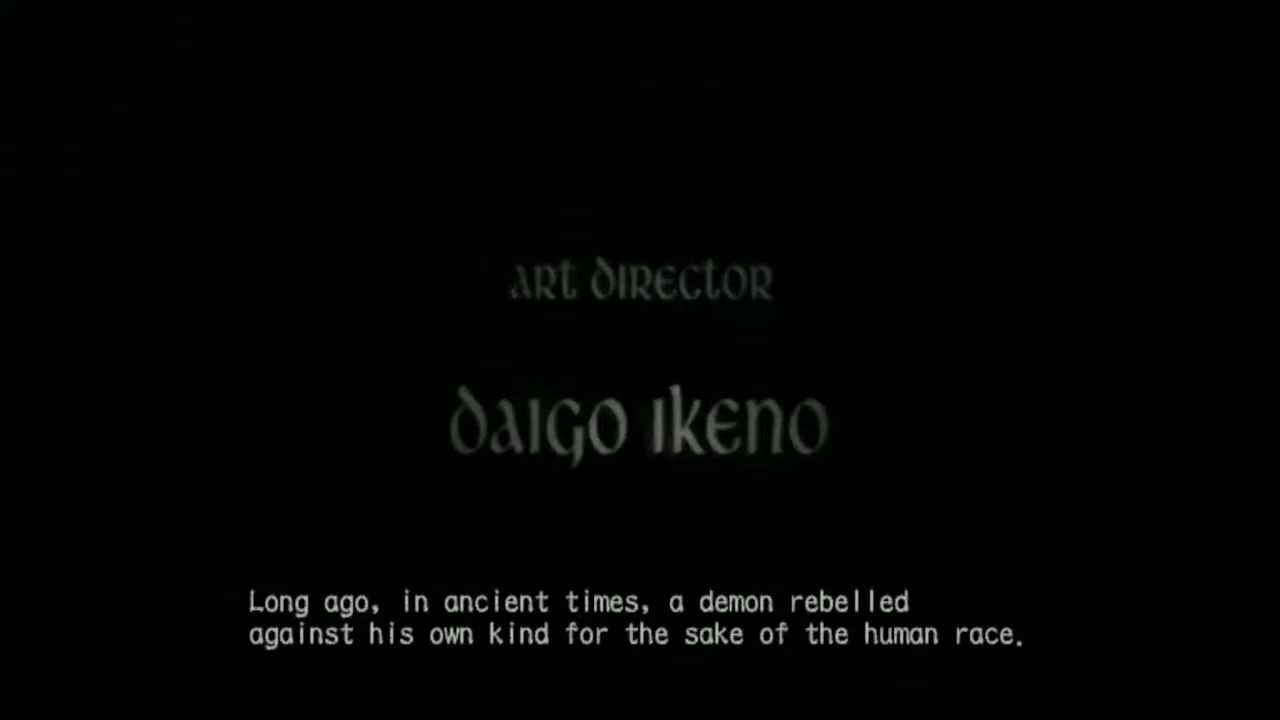 art director
daigo ikeno
Long ago, in ancient times, a demon rebelled
against his own kind for the sake of the human race.